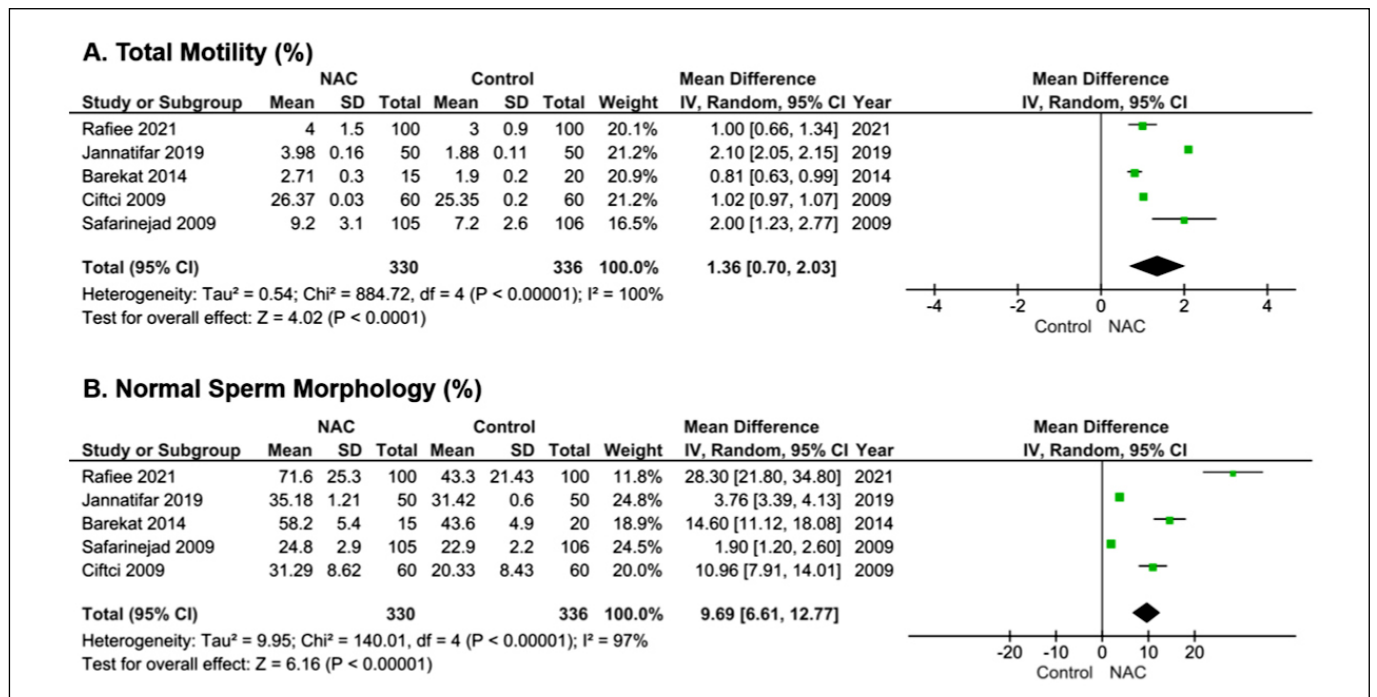 A. Total Motility (%)
NAC Control Mean Difference Mean Difference
Study or Subgroup Mean SD Total Mean SD Total Weight IV, Random, 95% CI Year IV, Random, 95% CI
Rafiee 2021 4 1.5 100 3 0.9 100 20.1% 1.00 [0.66, 1.34] 2021
Jannatifar 2019 3.98 0.16 50 1.88 0.11 50 21.2% 2.10 [2.05, 2.15] 2019
Barekat 2014 2.71 0.3 15 1.9 0.2 20 20.9% 0.81 [0.63, 0.99] 2014
Ciftci 2009 26.37 0.03 60 25.35 0.2 60 21.2% 1.02 [0.97, 1.07] 2009
Safarinejad 2009 9.2 3.1 105 7.2 2.6 106 16.5% 2.00 [1.23, 2.77] 2009
Total (95% CI) 330 336 100.0% 1.36 [0.70, 2.03]
Heterogeneity: Tau² = 0.54; Chi² = 884.72, df = 4 (P < 0.00001); I² = 100%
Test for overall effect: Z = 4.02 (P < 0.0001)
-4 -2 0 2 4
Control NAC
B. Normal Sperm Morphology (%)
NAC Control Mean Difference Mean Difference
Study or Subgroup Mean SD Total Mean SD Total Weight IV, Random, 95% CI Year IV, Random, 95% CI
Rafiee 2021 71.6 25.3 100 43.3 21.43 100 11.8% 28.30 [21.80, 34.80] 2021
Jannatifar 2019 35.18 1.21 50 31.42 0.6 50 24.8% 3.76 [3.39, 4.13] 2019
Barekat 2014 58.2 5.4 15 43.6 4.9 20 18.9% 14.60 [11.12, 18.08] 2014
Safarinejad 2009 24.8 2.9 105 22.9 2.2 106 24.5% 1.90 [1.20, 2.60] 2009
Ciftci 2009 31.29 8.62 60 20.33 8.43 60 20.0% 10.96 [7.91, 14.01] 2009
Total (95% CI) 330 336 100.0% 9.69 [6.61, 12.77]
Heterogeneity: Tau² = 9.95; Chi² = 140.01, df = 4 (P < 0.00001); I² = 97%
Test for overall effect: Z = 6.16 (P < 0.00001)
-20 -10 0 10 20
Control NAC